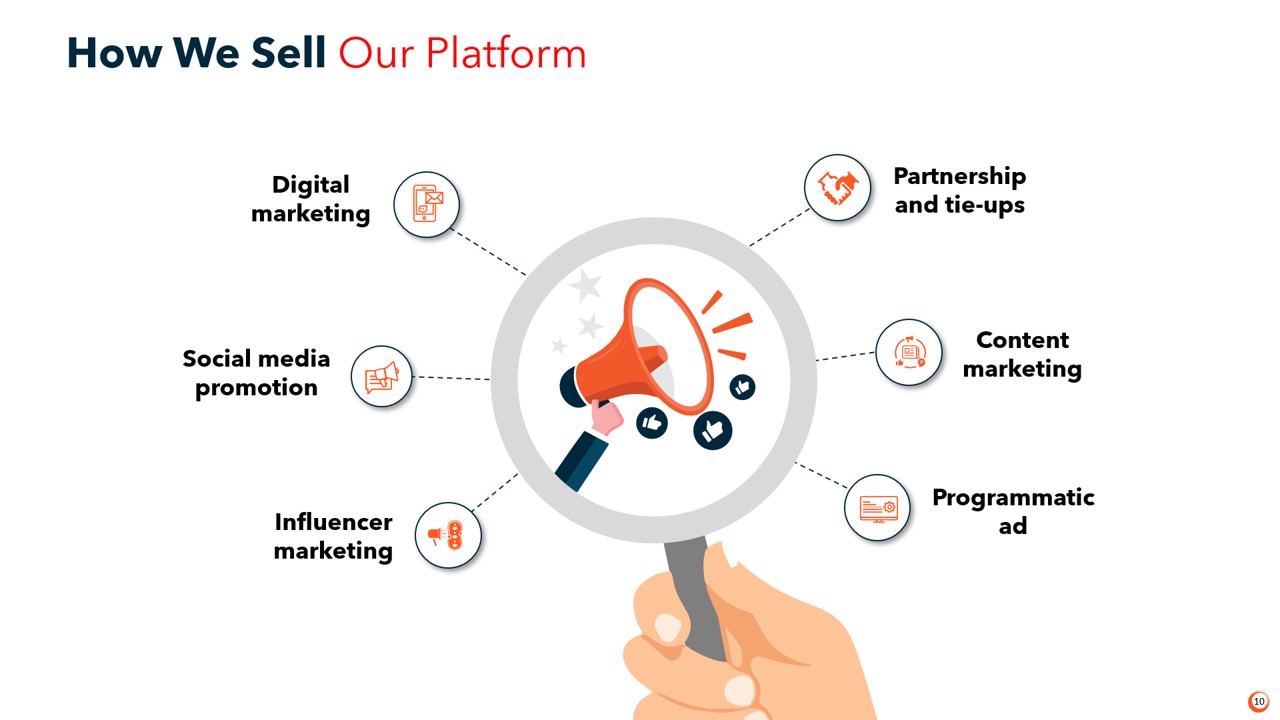 How We Sell Our Platform
Digital
marketing
Social media
promotion
Influencer
marketing
Partnership
and tie-ups
Content
marketing
Programmatic
ad
10